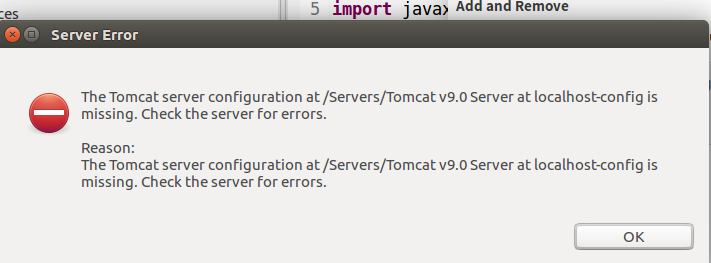 ces
5 import javax
Add and Remove
Server Error
The Tomcat server configuration at /Servers/Tomcat v9.0 Server at localhost-config is
missing. Check the server for errors.
Reason:
The Tomcat server configuration at /Servers/Tomcat v9.0 Server at localhost-config is
missing. Check the server for errors.
OK